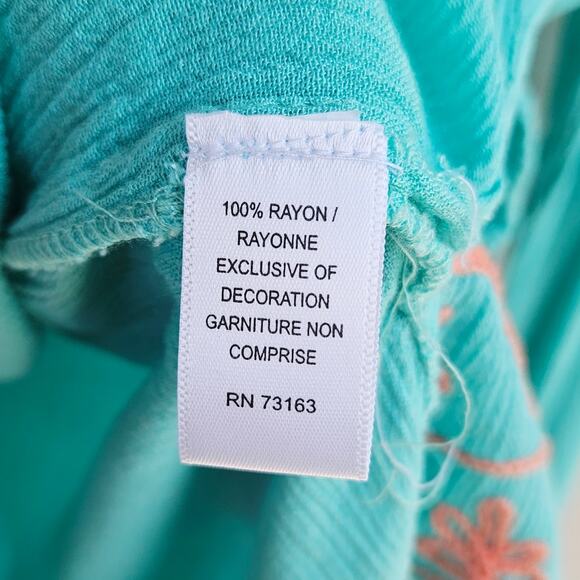 100% RAYON /
RAYONNE
EXCLUSIVE OF
DECORATION
GARNITURE NON
COMPRISE
RN 73163